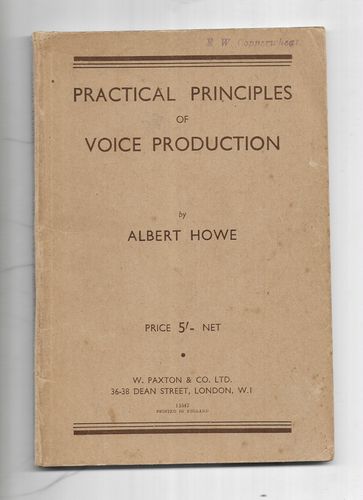 PRACTICAL PRINCIPLES
OF
VOICE PRODUCTION
by
ALBERT HOWE
PRICE 5/- NET
W. PAXTON & CO. LTD.
36-38 DEAN STREET, LONDON, W.1
PRINTED IN ENGLAND